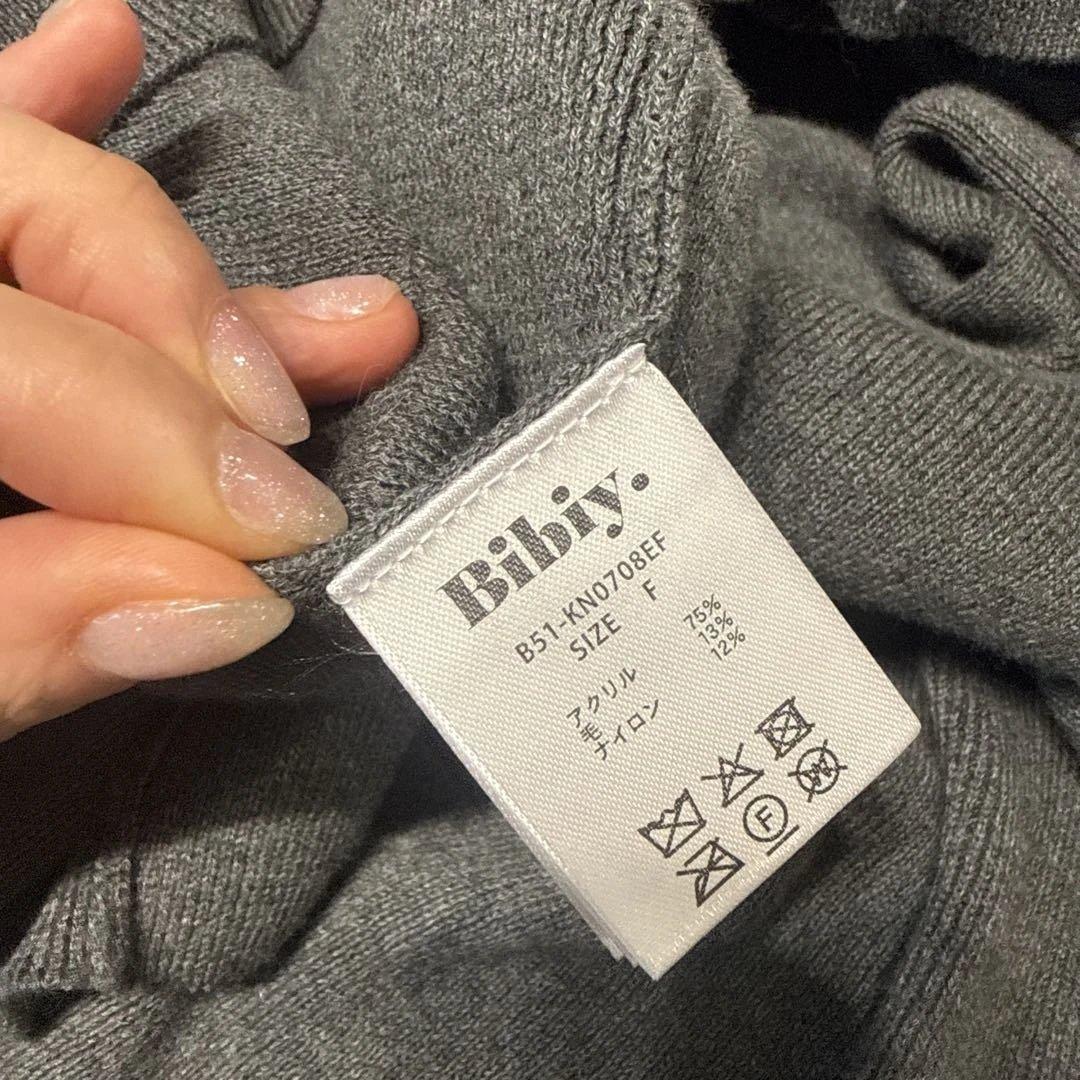 Bibiy.
B51-KN0708EF
SIZE F
アクリル 75%
毛 13%
ナイロン 12%
F
W